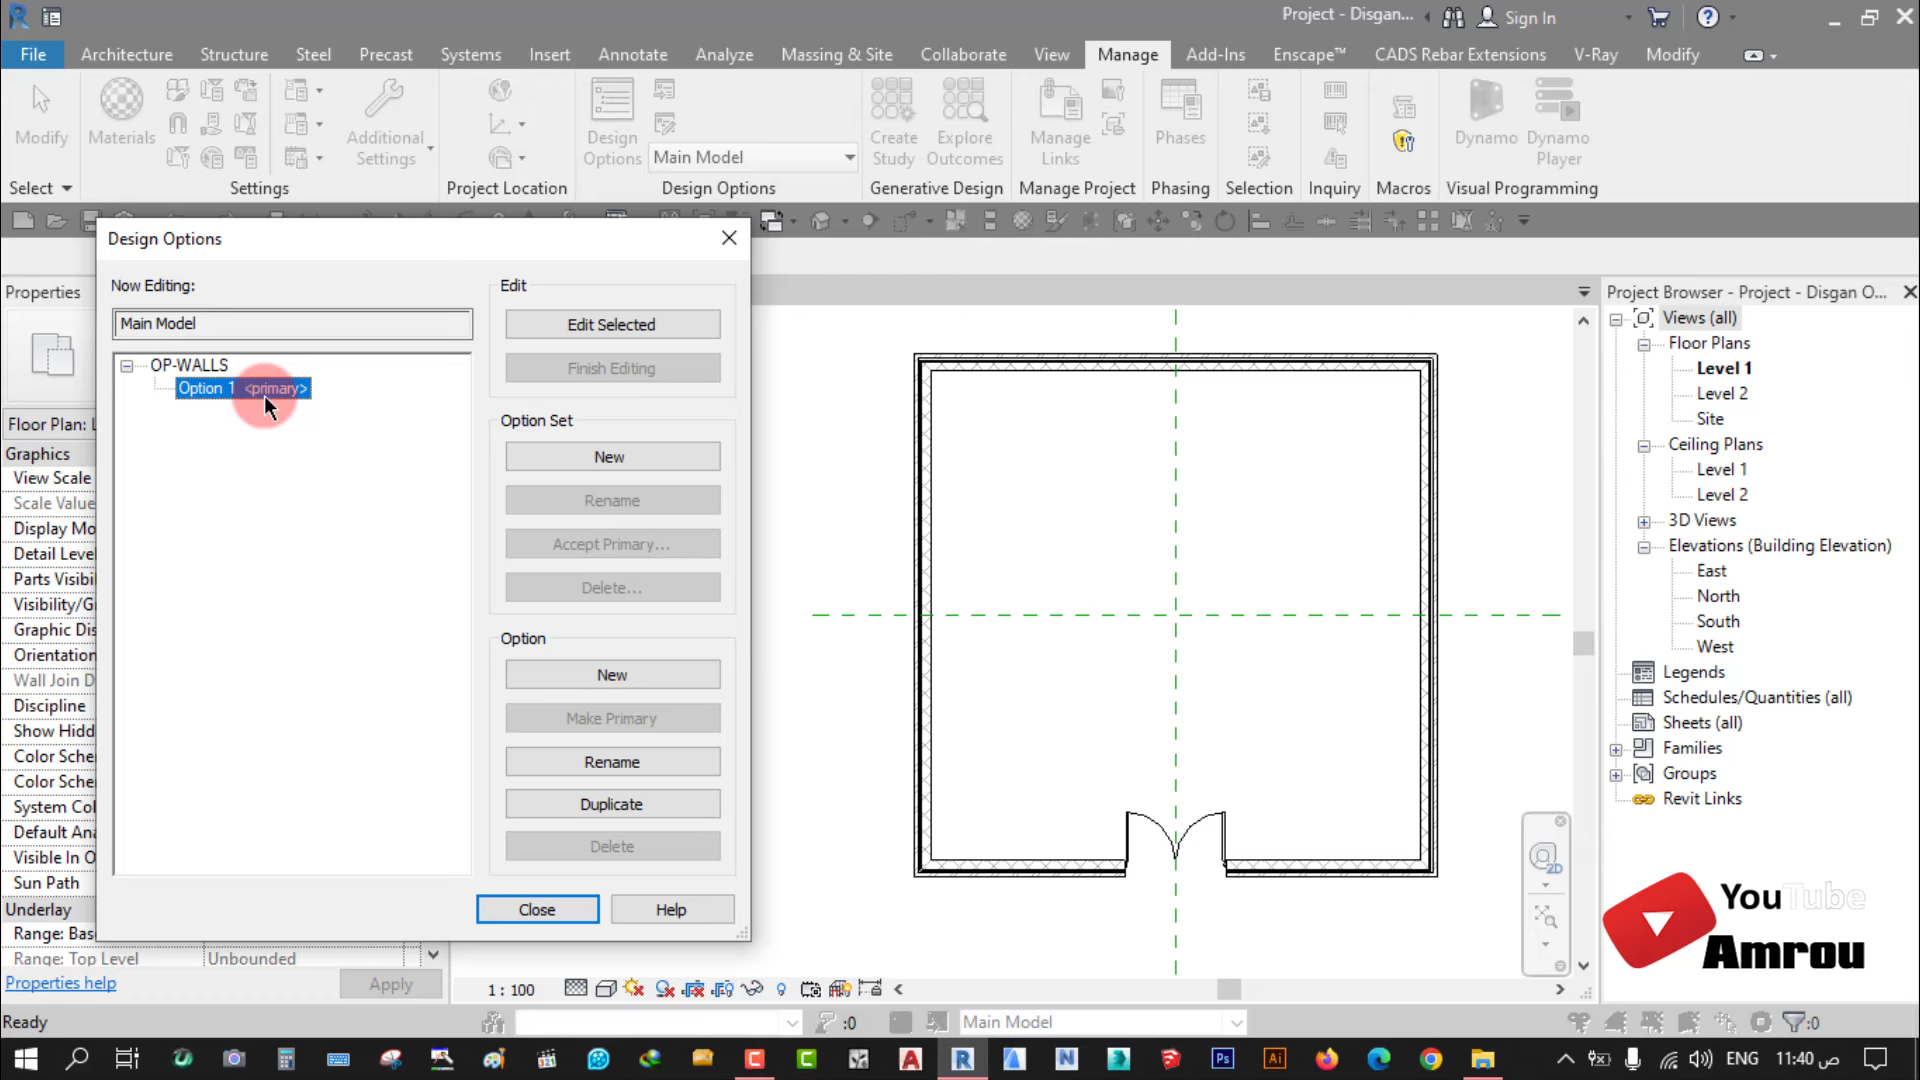 Project - Disgan...
Sign In
File
Architecture
Structure
Steel
Precast
Systems
Insert
Annotate
Analyze
Massing & Site
Collaborate
View
Manage
Add-Ins
Enscape™
CADS Rebar Extensions
V-Ray
Modify
Modify
Materials
Additional
Settings
Design
Options
Main Model
Create
Study
Explore
Outcomes
Manage
Links
Phases
Dynamo
Dynamo
Player
Select
Settings
Project Location
Design Options
Generative Design
Manage Project
Phasing
Selection
Inquiry
Macros
Visual Programming
Design Options
Now Editing:
Main Model
OP-WALLS
Option 1 <primary>
Edit
Edit Selected
Finish Editing
Option Set
New
Rename
Accept Primary...
Delete...
Option
New
Make Primary
Rename
Duplicate
Delete
Close
Help
Properties
Floor Plan: L
Graphics
View Scale
Scale Value
Display Mo
Detail Leve
Parts Visibi
Visibility/G
Graphic Dis
Orientation
Wall Join D
Discipline
Show Hidd
Color Schem
Color Schem
System Col
Default Ana
Visible In O
Sun Path
Underlay
Range: Bas
Range: Top Level
Unbounded
Properties help
Apply
Project Browser - Project - Disgan O...
Views (all)
Floor Plans
Level 1
Level 2
Site
Ceiling Plans
Level 1
Level 2
3D Views
Elevations (Building Elevation)
East
North
South
West
Legends
Schedules/Quantities (all)
Sheets (all)
Families
Groups
Revit Links
2D
YouTube
Amrou
1 : 100
Ready
:0
Main Model
:0
ENG
11:40 ص